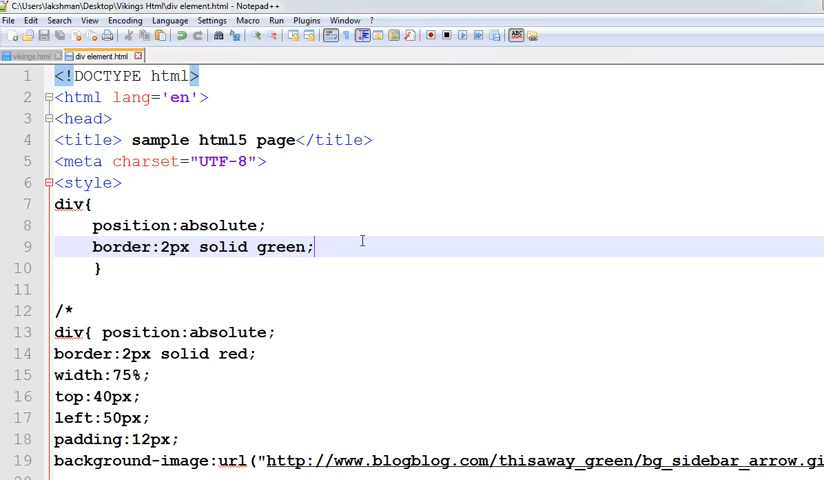 C:\Users\lakshman\Desktop\Vikings Html\div element.html - Notepad++
File Edit Search View Encoding Language Settings Macro Run Plugins Window ?
vikings.html div element.html
1 <!DOCTYPE html>
2 <html lang='en'>
3 <head>
4 <title> sample html5 page</title>
5 <meta charset="UTF-8">
6 <style>
7 div{
8 position:absolute;
9 border:2px solid green;
10 }
11
12 /*
13 div{ position:absolute;
14 border:2px solid red;
15 width:75%;
16 top:40px;
17 left:50px;
18 padding:12px;
19 background-image:url("http://www.blogblog.com/thisaway_green/bg_sidebar_arrow.gi